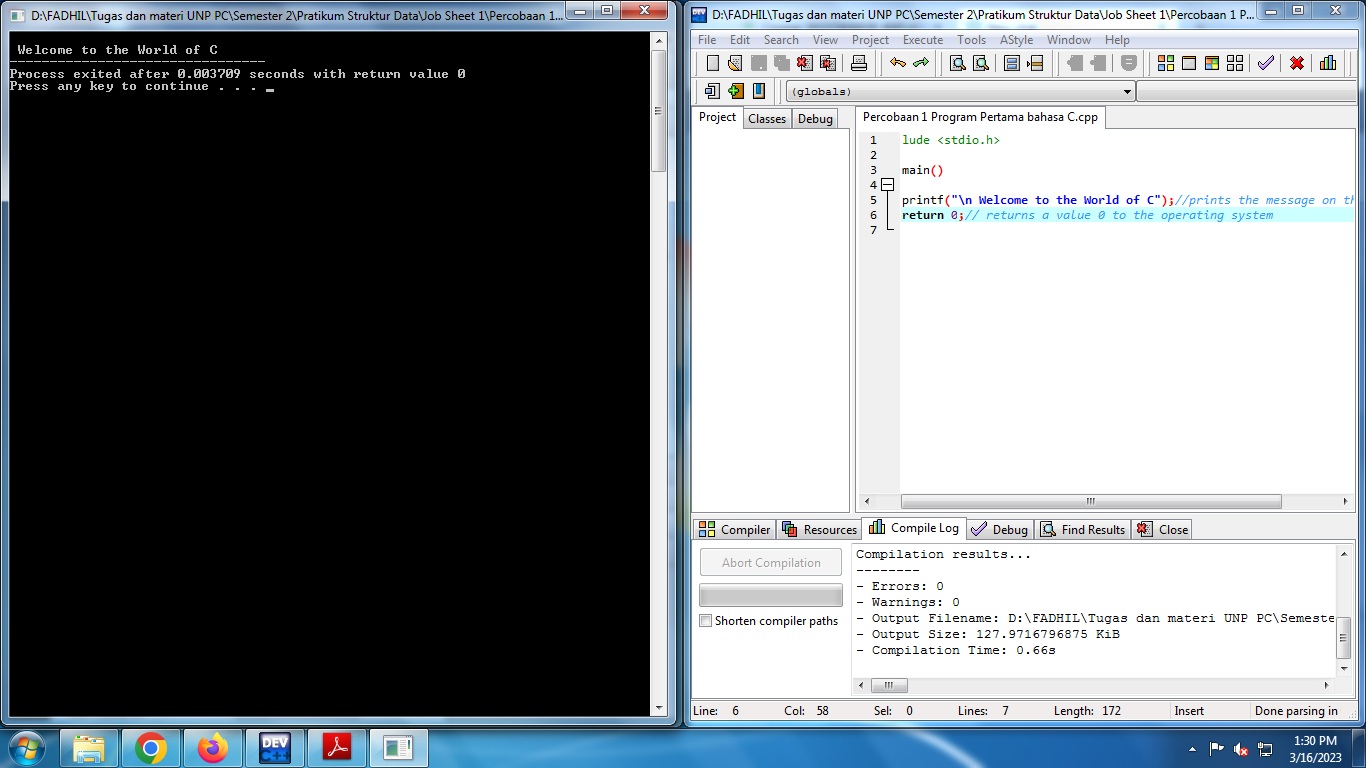 D:\FADHIL\Tugas dan materi UNP PC\Semester 2\Pratikum Struktur Data\Job Sheet 1\Percobaan 1...
Welcome to the World of C
--------------------------------
Process exited after 0.003709 seconds with return value 0
Press any key to continue . . . _
D:\FADHIL\Tugas dan materi UNP PC\Semester 2\Pratikum Struktur Data\Job Sheet 1\Percobaan 1 P...
File Edit Search View Project Execute Tools AStyle Window Help
(globals)
Project Classes Debug
Percobaan 1 Program Pertama bahasa C.cpp
1 lude <stdio.h>
2
3 main()
4
5 printf("\n Welcome to the World of C");//prints the message on th
6 return 0;// returns a value 0 to the operating system
7
Compiler Resources Compile Log Debug Find Results Close
Abort Compilation
Shorten compiler paths
Compilation results...
--------
- Errors: 0
- Warnings: 0
- Output Filename: D:\FADHIL\Tugas dan materi UNP PC\Semeste
- Output Size: 127.9716796875 KiB
- Compilation Time: 0.66s
Line: 6 Col: 58 Sel: 0 Lines: 7 Length: 172 Insert Done parsing in
DEV C++
1:30 PM
3/16/2023